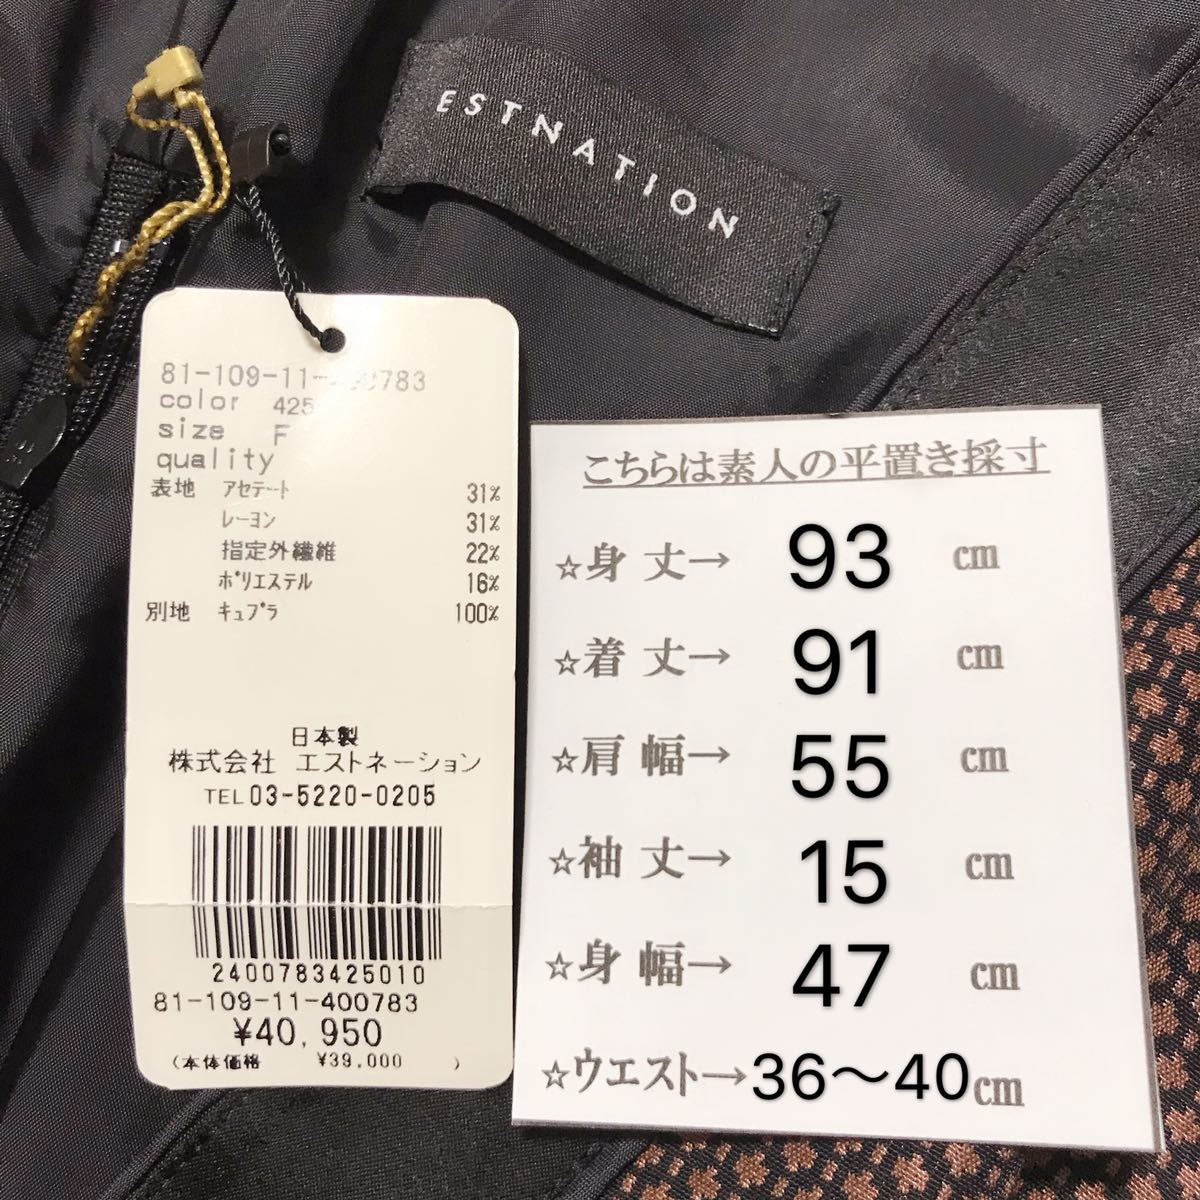 ESTNATION
81-109-11-400783
color 425
size F
quality
表地 アセテート 31%
レーヨン 31%
指定外繊維 22%
ポリエステル 16%
別地 キュプラ 100%
日本製
株式会社 エストネーション
TEL 03-5220-0205
2400783425010
81-109-11-400783
¥40,950
(本体価格 ¥39,000 )
こちらは素人の平置き採寸
☆身 丈→ 93 cm
☆着 丈→ 91 cm
☆肩 幅→ 55 cm
☆袖 丈→ 15 cm
☆身 幅→ 47 cm
☆ウエスト→36〜40cm